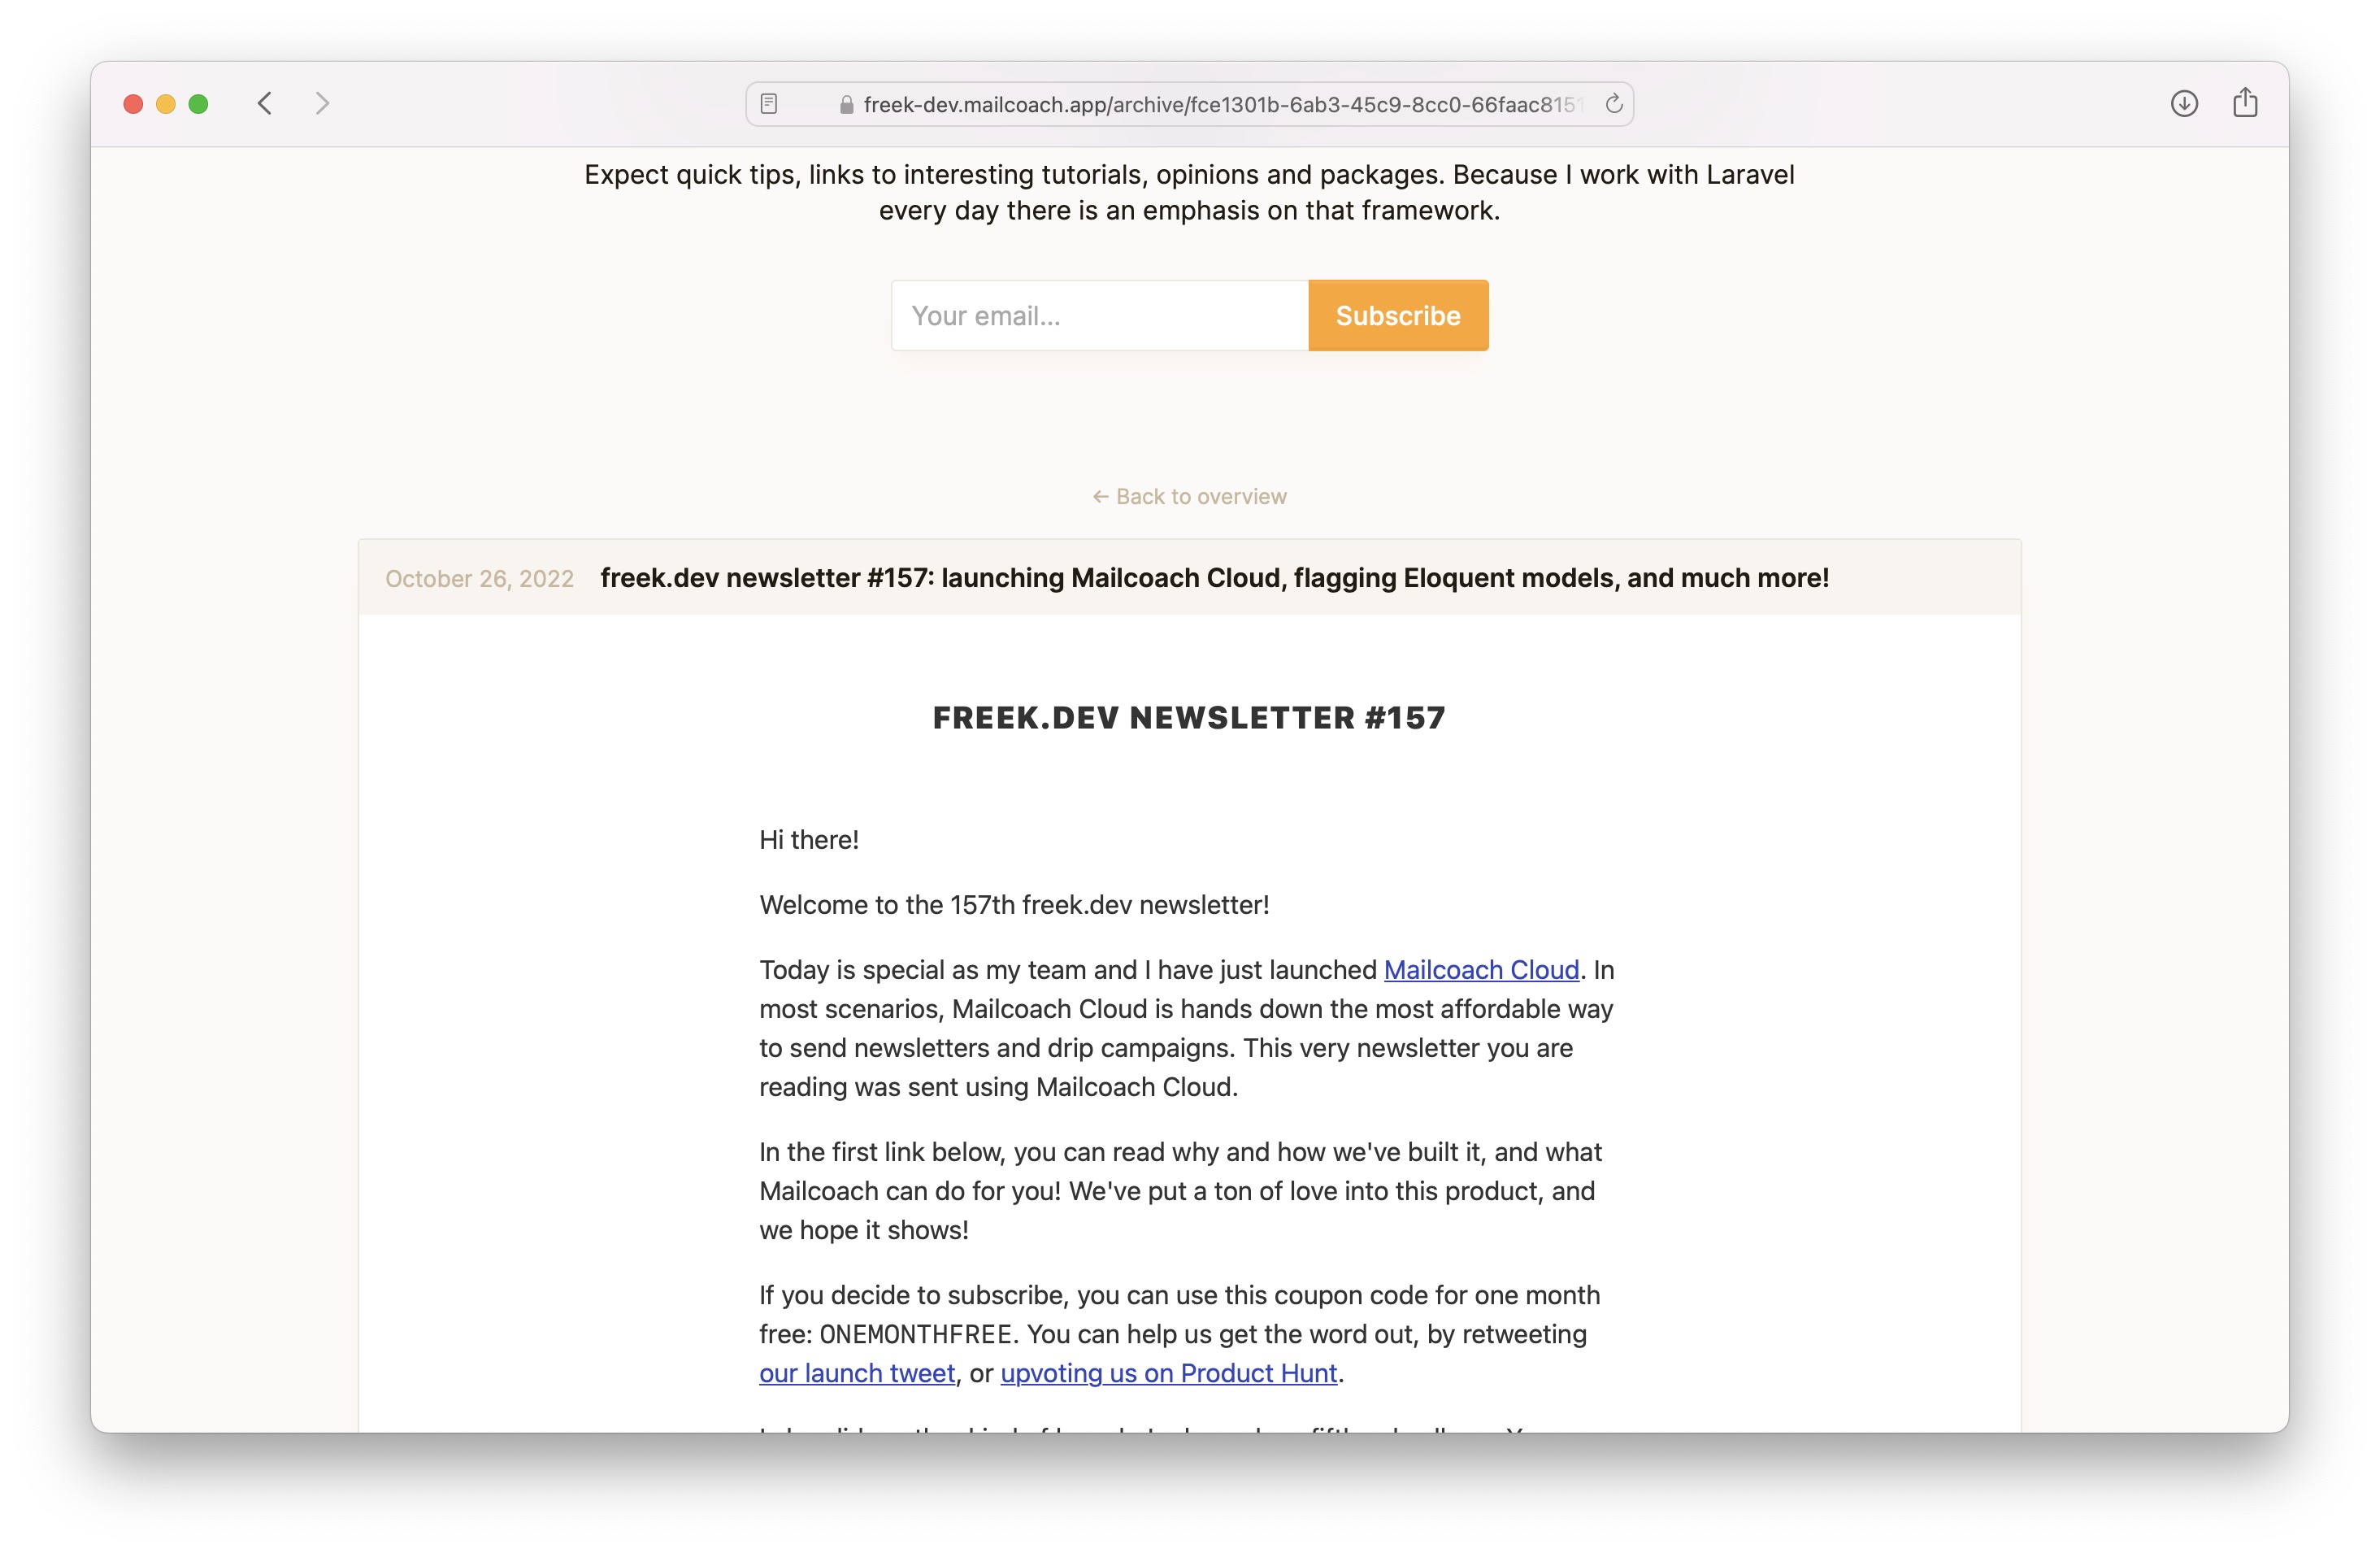 freek-dev.mailcoach.app/archive/fce1301b-6ab3-45c9-8cc0-66faac8151
Expect quick tips, links to interesting tutorials, opinions and packages. Because I work with Laravel
every day there is an emphasis on that framework.
Your email...
Subscribe
← Back to overview
October 26, 2022 freek.dev newsletter #157: launching Mailcoach Cloud, flagging Eloquent models, and much more!
FREEK.DEV NEWSLETTER #157
Hi there!
Welcome to the 157th freek.dev newsletter!
Today is special as my team and I have just launched Mailcoach Cloud. In
most scenarios, Mailcoach Cloud is hands down the most affordable way
to send newsletters and drip campaigns. This very newsletter you are
reading was sent using Mailcoach Cloud.
In the first link below, you can read why and how we've built it, and what
Mailcoach can do for you! We've put a ton of love into this product, and
we hope it shows!
If you decide to subscribe, you can use this coupon code for one month
free: ONEMONTHFREE. You can help us get the word out, by retweeting
our launch tweet, or upvoting us on Product Hunt.